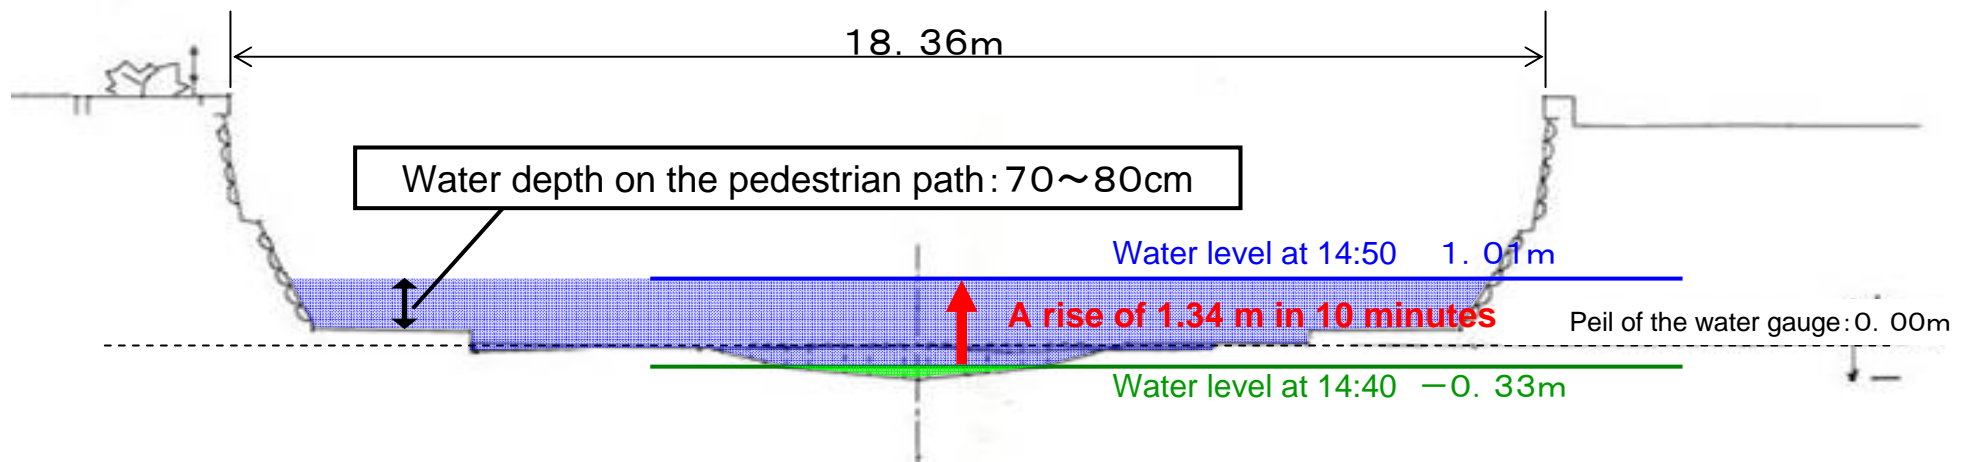 18. 36m
Water depth on the pedestrian path：70～80cm
Water level at 14:50 1. 01m
A rise of 1.34 m in 10 minutes
Peil of the water gauge：0. 00m
Water level at 14:40 －0. 33m